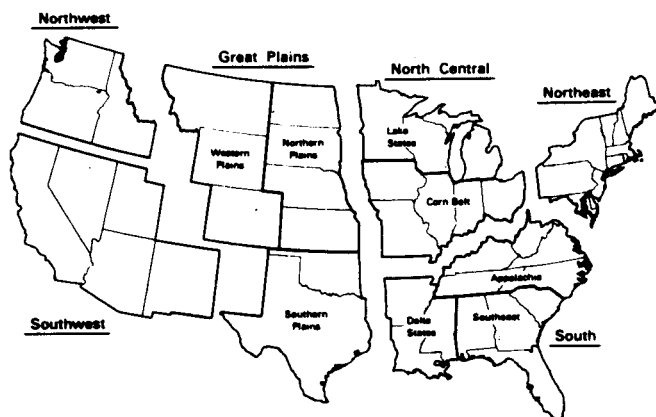 Northwest
Great Plains
North Central
Northeast
Lake
States
Western
Plains
Northern
Plains
Corn Belt
Appalachia
Southwest
Southern
Plains
Delta
States
Southeast
South